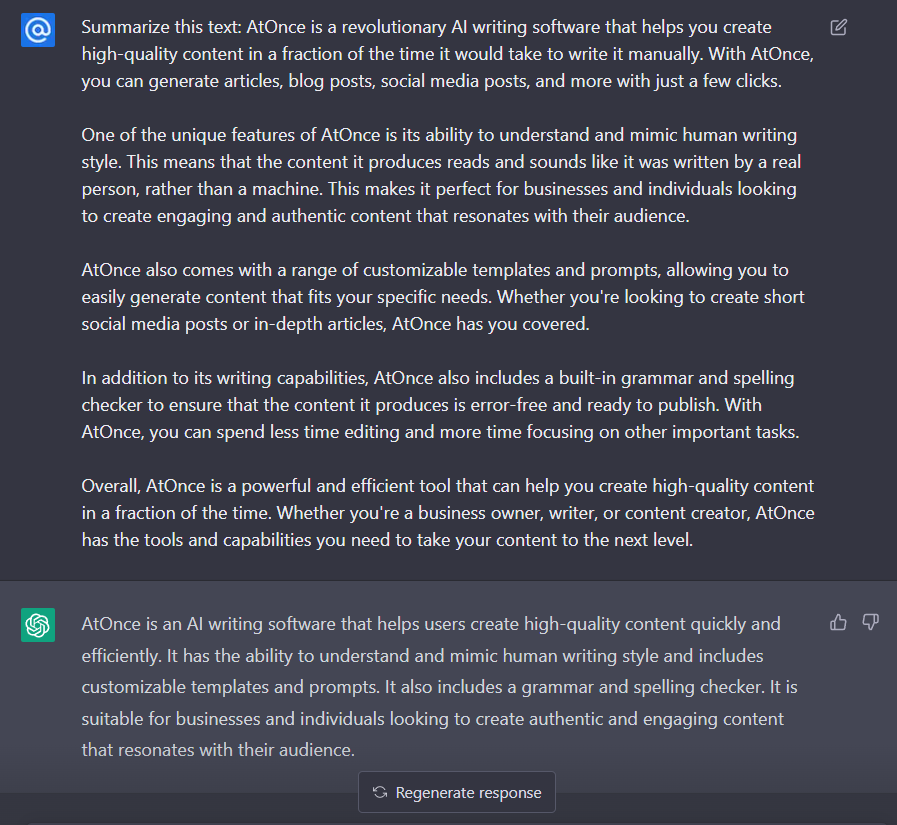 Summarize this text: AtOnce is a revolutionary AI writing software that helps you create
high-quality content in a fraction of the time it would take to write it manually. With AtOnce,
you can generate articles, blog posts, social media posts, and more with just a few clicks.
One of the unique features of AtOnce is its ability to understand and mimic human writing
style. This means that the content it produces reads and sounds like it was written by a real
person, rather than a machine. This makes it perfect for businesses and individuals looking
to create engaging and authentic content that resonates with their audience.
AtOnce also comes with a range of customizable templates and prompts, allowing you to
easily generate content that fits your specific needs. Whether you're looking to create short
social media posts or in-depth articles, AtOnce has you covered.
In addition to its writing capabilities, AtOnce also includes a built-in grammar and spelling
checker to ensure that the content it produces is error-free and ready to publish. With
AtOnce, you can spend less time editing and more time focusing on other important tasks.
Overall, AtOnce is a powerful and efficient tool that can help you create high-quality content
in a fraction of the time. Whether you're a business owner, writer, or content creator, AtOnce
has the tools and capabilities you need to take your content to the next level.
AtOnce is an AI writing software that helps users create high-quality content quickly and
efficiently. It has the ability to understand and mimic human writing style and includes
customizable templates and prompts. It also includes a grammar and spelling checker. It is
suitable for businesses and individuals looking to create authentic and engaging content
that resonates with their audience.
Regenerate response